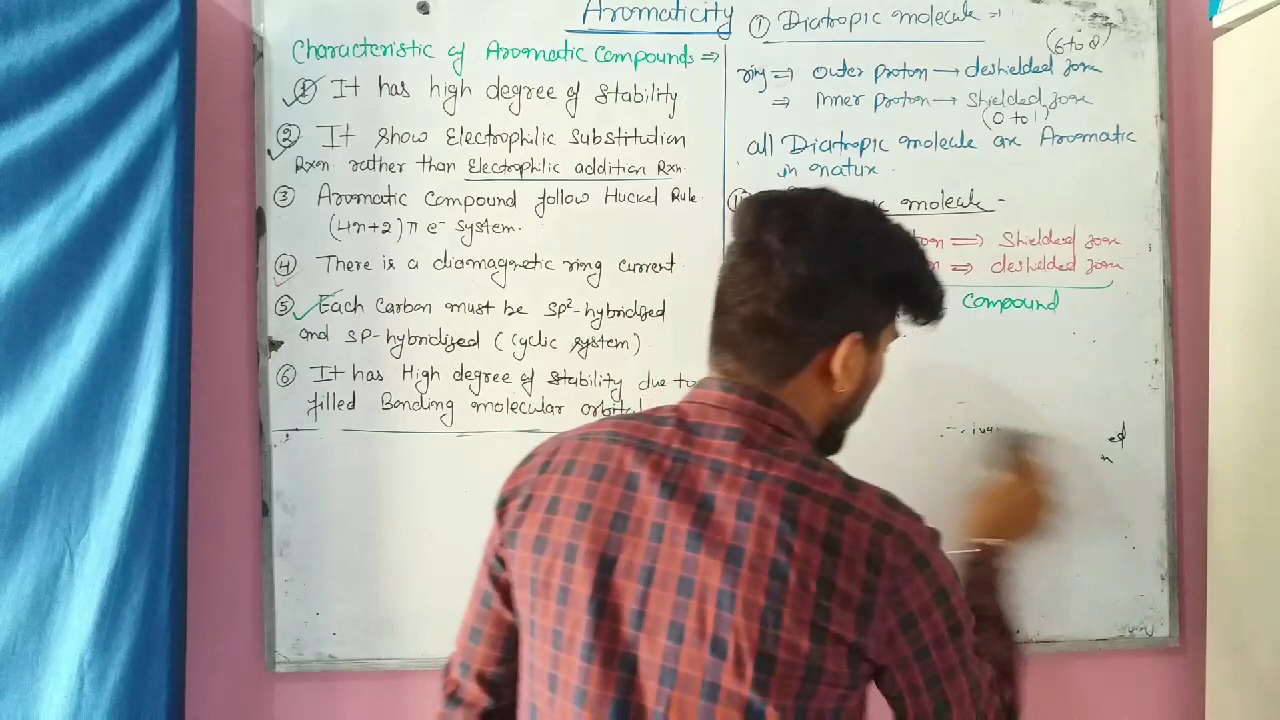 Aromaticity
Characteristic of Aromatic Compounds ⇒
① It has high degree of Stability
② It show Electrophilic Substitution
Rxn. rather than Electrophilic addition Rxn.
③ Aromatic Compound follow Huckel Rule.
(4n+2) π e⁻ system.
④ There is a diamagnetic ring current.
⑤ Each Carbon must be sp²-hybridized
and sp-hybridized (cyclic system).
⑥ It has High degree of Stability due to
filled Bonding molecular orbital
① Diatropic molecule ⇒
(6 to 8)
ring ⇒ outer proton → deshielded zone
⇒ Inner proton → Shielded zone
(0 to 1)
all Diatropic molecule are Aromatic
in nature.
molecule -
⇒ Shielded zone
⇒ deshielded zone
Compound